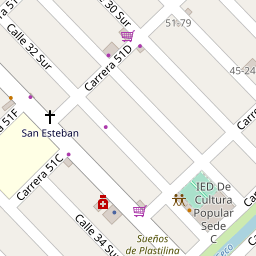 Calle 30 Sur
51-79
Calle 32 Sur
Carrera 51D
45-24
Carrera 51F
San Esteban
Carrera 51C
IED De
Cultura
Popular
Sede
C
Calle 34 Sur
Sueños
de Plastilina